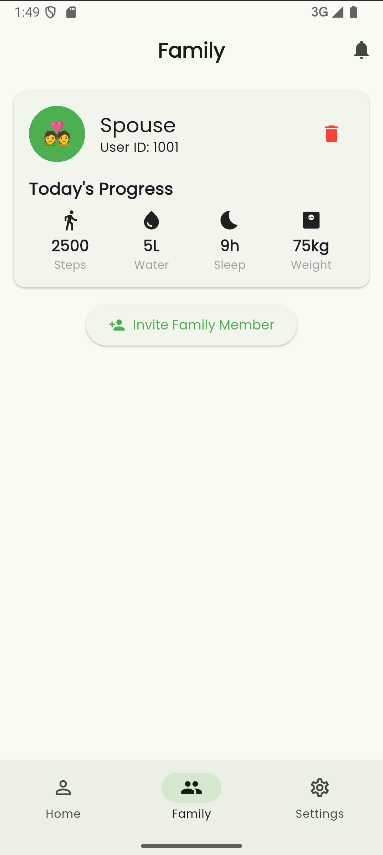 1:49 3G
Family
Spouse
User ID: 1001
Today's Progress
2500 5L 9h 75kg
Steps Water Sleep Weight
Invite Family Member
Home Family Settings